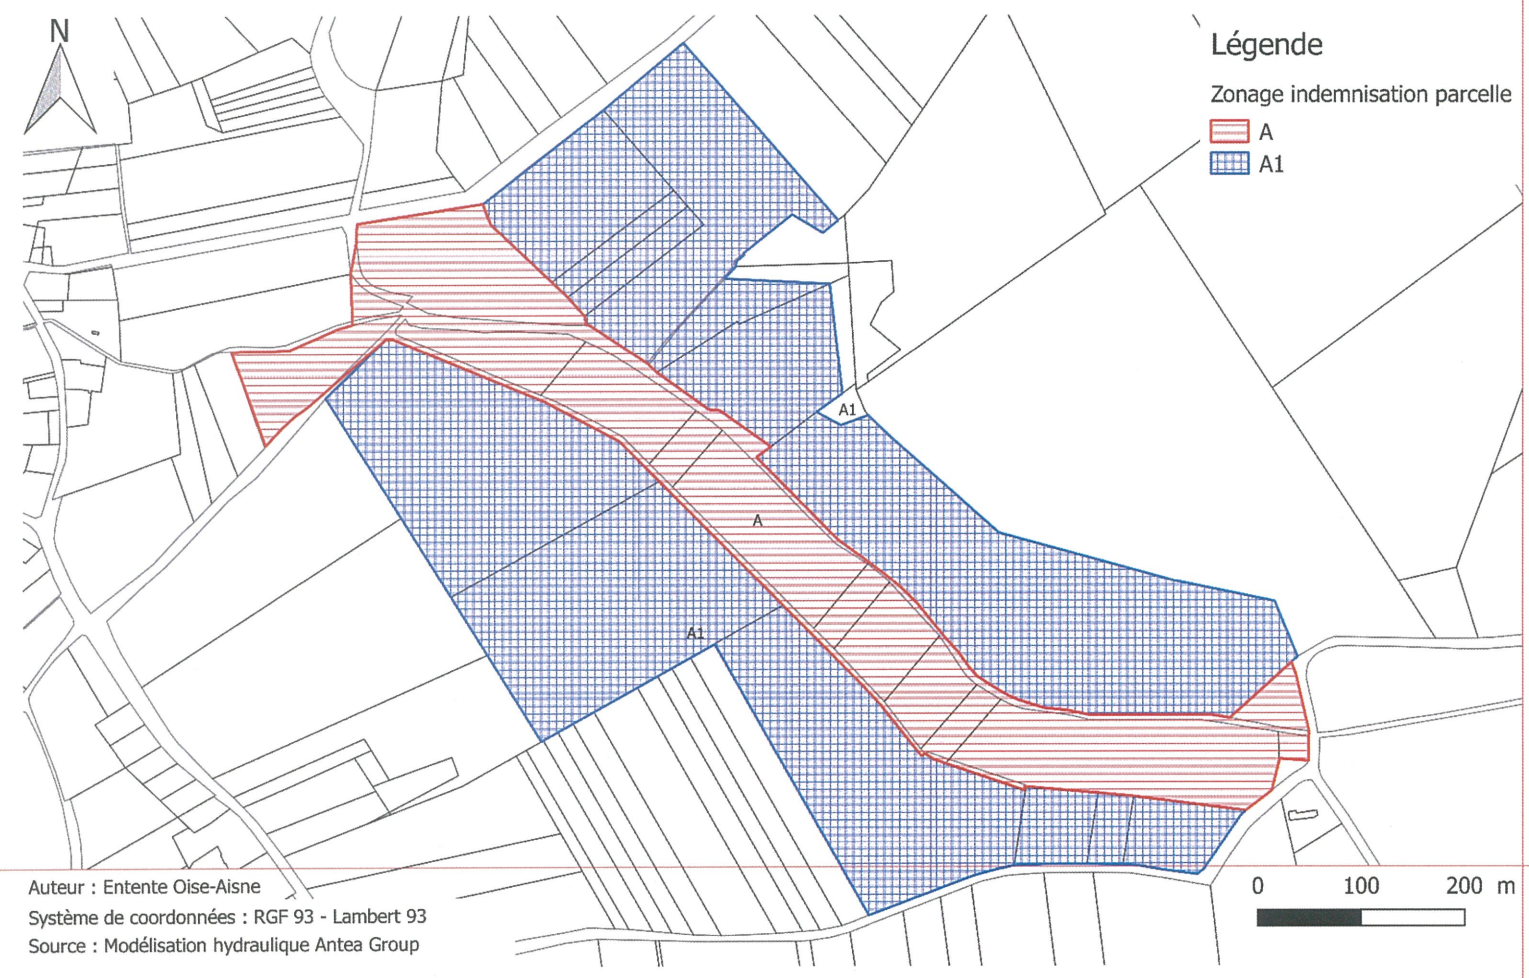 N
Légende
Zonage indemnisation parcelle
A
A1
A1
A
A1
Auteur : Entente Oise-Aisne
Système de coordonnées : RGF 93 - Lambert 93
Source : Modélisation hydraulique Antea Group
0 100 200 m